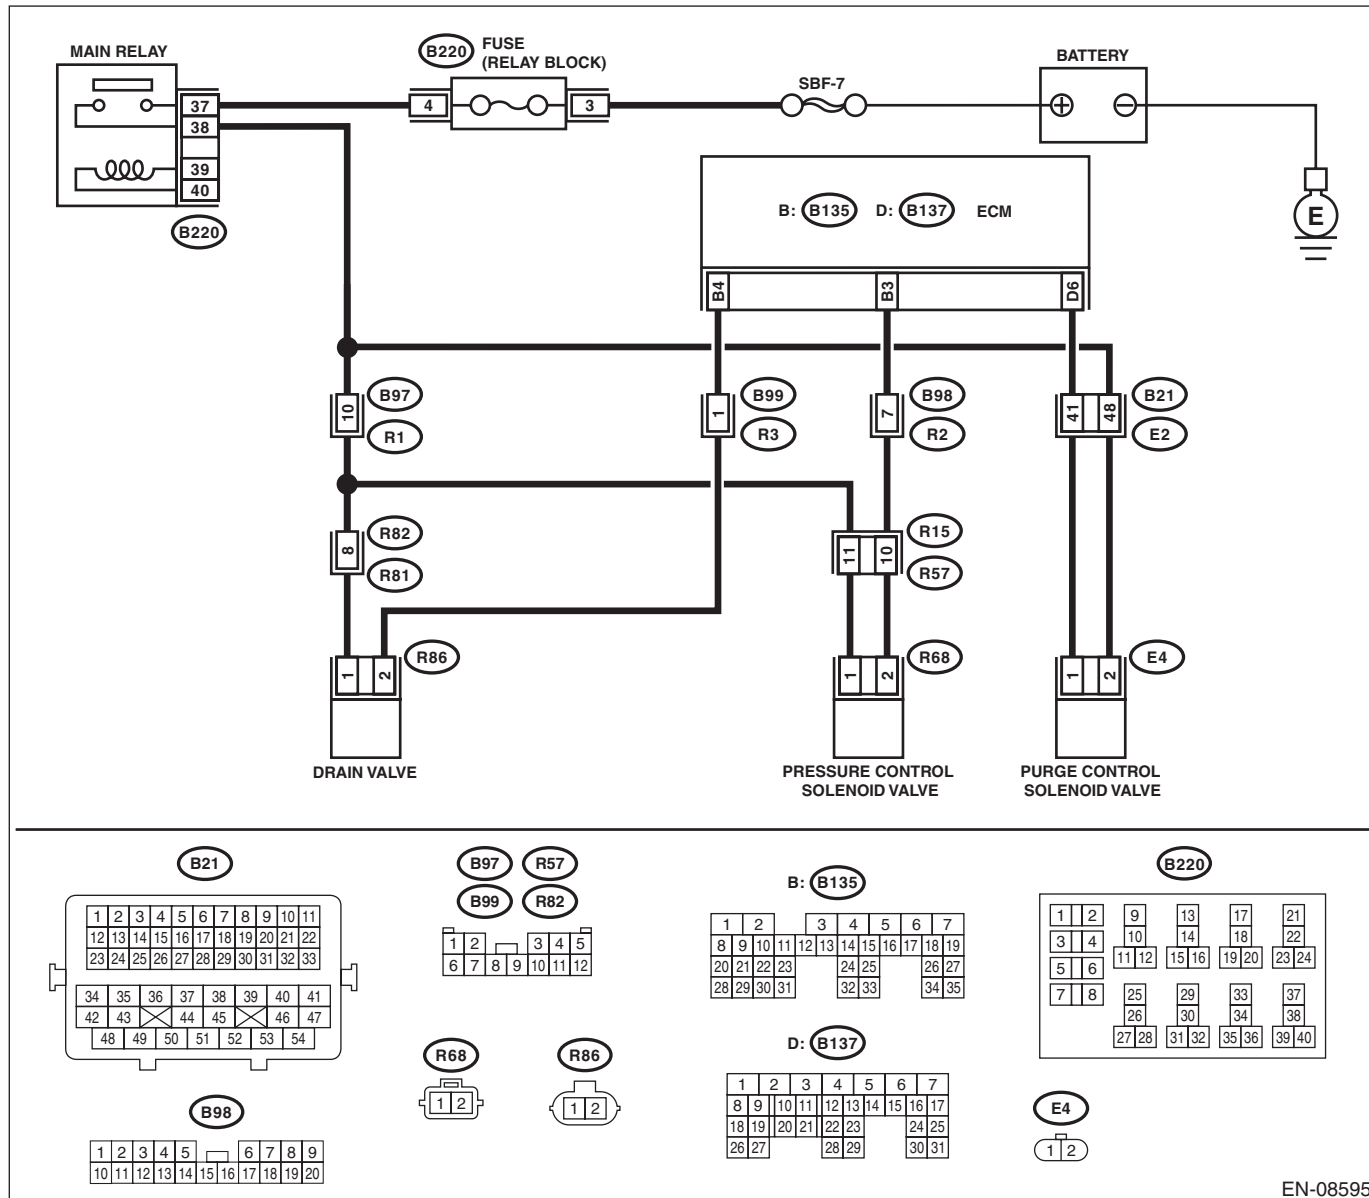 MAIN RELAY
B220
FUSE
(RELAY BLOCK)
SBF-7
BATTERY
37
38
39
40
4
3
B220
E
B: B135 D: B137 ECM
B4
B3
D6
10
B97
R1
1
B99
R3
7
B98
R2
41
48
B21
E2
8
R82
R81
11
10
R15
R57
1
2
R86
1
2
R68
1
2
E4
DRAIN VALVE
PRESSURE CONTROL
SOLENOID VALVE
PURGE CONTROL
SOLENOID VALVE
B21
1 2 3 4 5 6 7 8 9 10 11
12 13 14 15 16 17 18 19 20 21 22
23 24 25 26 27 28 29 30 31 32 33
34 35 36 37 38 39 40 41
42 43 44 45 46 47
48 49 50 51 52 53 54
B98
1 2 3 4 5 6 7 8 9
10 11 12 13 14 15 16 17 18 19 20
B97 R57
B99 R82
1 2 3 4 5
6 7 8 9 10 11 12
R68
1 2
R86
1 2
B: B135
1 2 3 4 5 6 7
8 9 10 11 12 13 14 15 16 17 18 19
20 21 22 23 24 25 26 27
28 29 30 31 32 33 34 35
D: B137
1 2 3 4 5 6 7
8 9 10 11 12 13 14 15 16 17
18 19 20 21 22 23 24 25
26 27 28 29 30 31
B220
1 2 9 13 17 21
3 4 10 14 18 22
5 6 11 12 15 16 19 20 23 24
7 8 25 29 33 37
26 30 34 38
27 28 31 32 35 36 39 40
E4
1 2
EN-08595